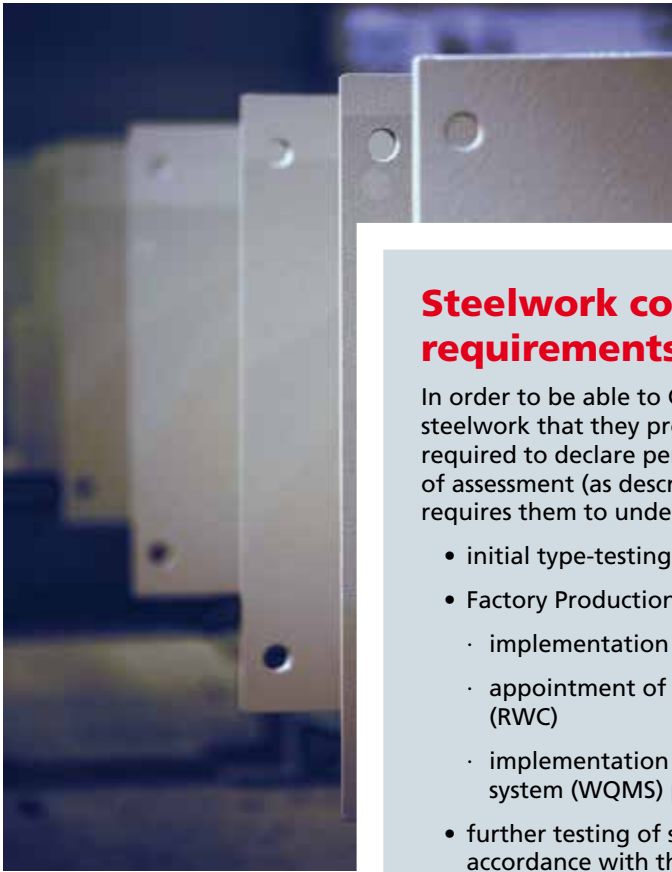 Steelwork co
requirements
In order to be able to
steelwork that they pr
required to declare pe
of assessment (as desc
requires them to unde
• initial type-testing
• Factory Production
· implementation
· appointment of
(RWC)
· implementation
system (WQMS)
• further testing of s
accordance with th